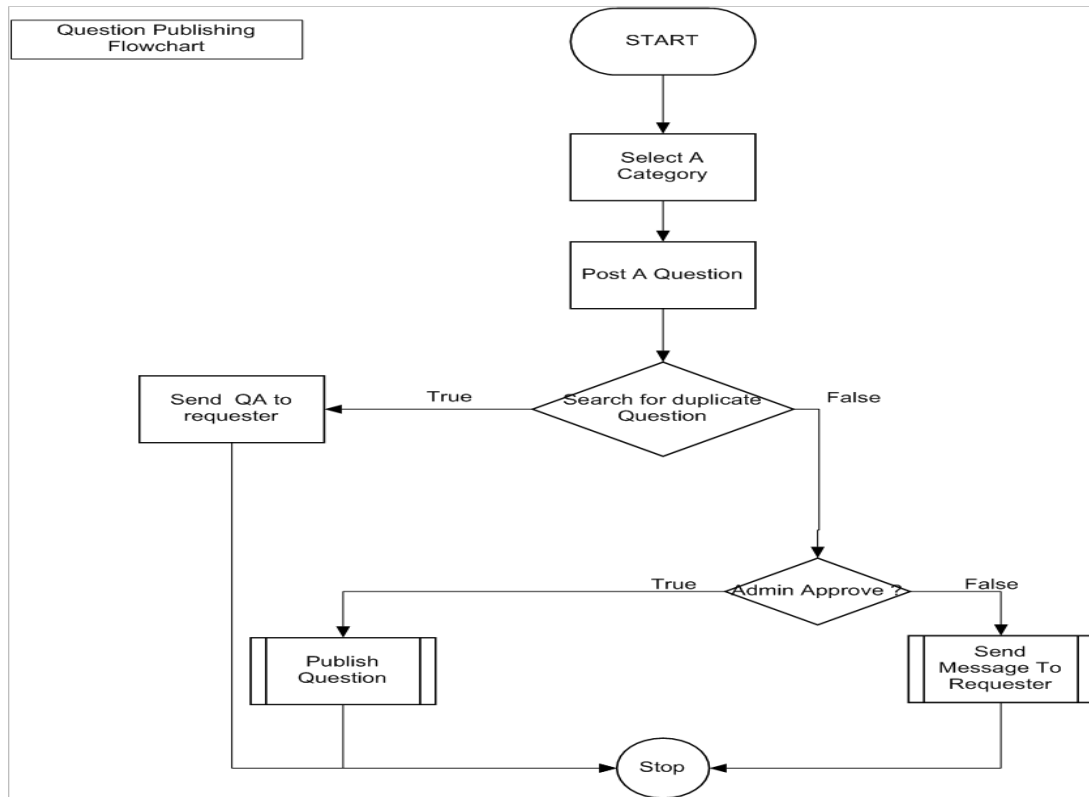 Question Publishing
Flowchart
START
Select A
Category
Post A Question
Search for duplicate
Question
True
False
Send QA to
requester
Admin Approve ?
True
False
Publish
Question
Send
Message To
Requester
Stop